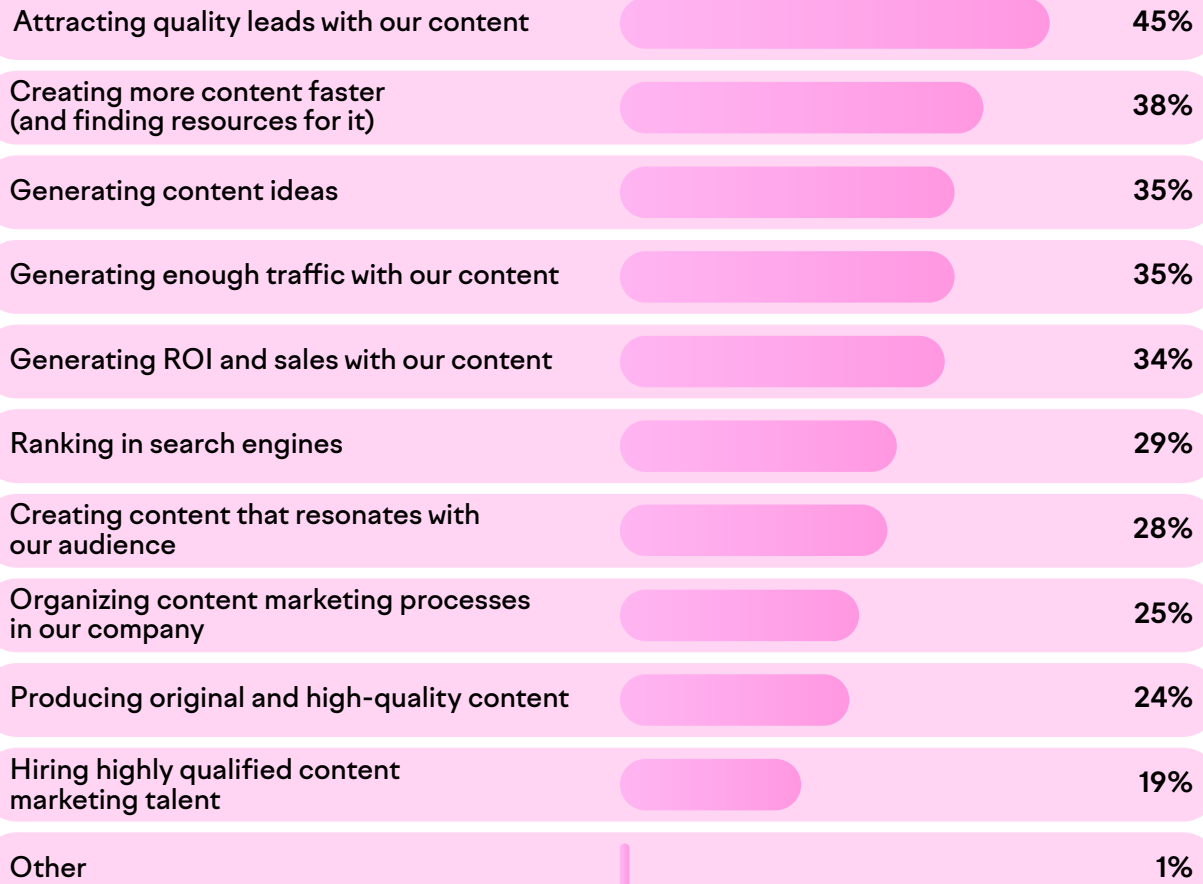 Attracting quality leads with our content 45%
Creating more content faster
(and finding resources for it) 38%
Generating content ideas 35%
Generating enough traffic with our content 35%
Generating ROI and sales with our content 34%
Ranking in search engines 29%
Creating content that resonates with
our audience 28%
Organizing content marketing processes
in our company 25%
Producing original and high-quality content 24%
Hiring highly qualified content
marketing talent 19%
Other 1%